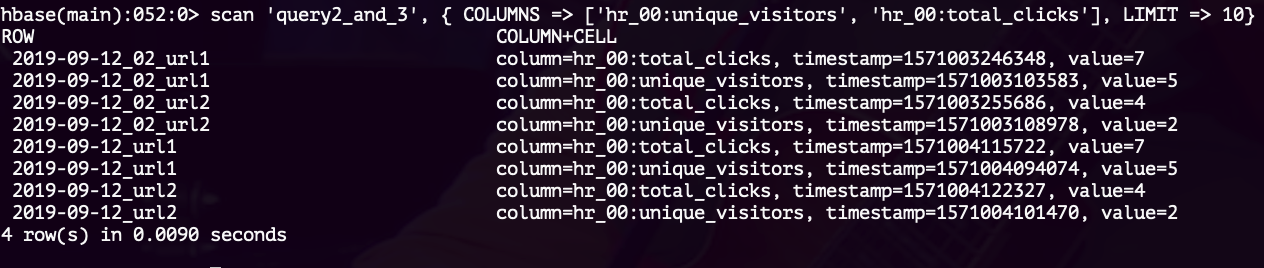 hbase(main):052:0> scan 'query2_and_3', { COLUMNS => ['hr_00:unique_visitors', 'hr_00:total_clicks'], LIMIT => 10}
ROW COLUMN+CELL
2019-09-12_02_url1 column=hr_00:total_clicks, timestamp=1571003246348, value=7
2019-09-12_02_url1 column=hr_00:unique_visitors, timestamp=1571003103583, value=5
2019-09-12_02_url2 column=hr_00:total_clicks, timestamp=1571003255686, value=4
2019-09-12_02_url2 column=hr_00:unique_visitors, timestamp=1571003108978, value=2
2019-09-12_url1 column=hr_00:total_clicks, timestamp=1571004115722, value=7
2019-09-12_url1 column=hr_00:unique_visitors, timestamp=1571004094074, value=5
2019-09-12_url2 column=hr_00:total_clicks, timestamp=1571004122327, value=4
2019-09-12_url2 column=hr_00:unique_visitors, timestamp=1571004101470, value=2
4 row(s) in 0.0090 seconds